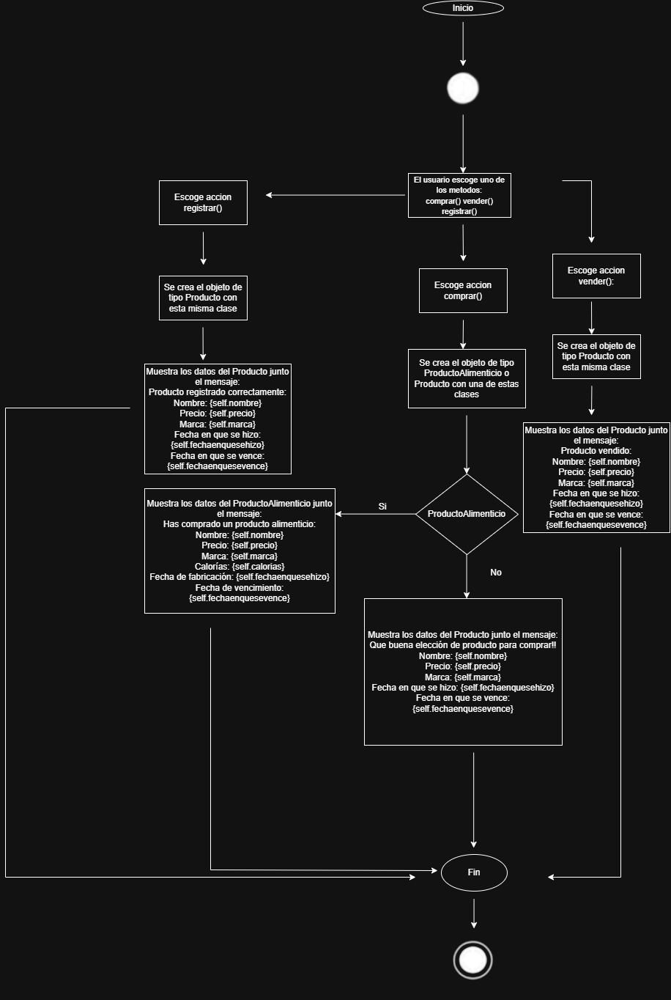 Inicio
El usuario escoge uno de
los metodos:
comprar() vender()
registrar()
Escoge accion
registrar()
Se crea el objeto de
tipo Producto con
esta misma clase
Muestra los datos del Producto junto
el mensaje:
Producto registrado correctamente:
Nombre: {self.nombre}
Precio: {self.precio}
Marca: {self.marca}
Fecha en que se hizo:
{self.fechaenquesehizo}
Fecha en que se vence:
{self.fechaenquesevence}
Escoge accion
comprar()
Se crea el objeto de tipo
ProductoAlimenticio o
Producto con una de estas
clases
ProductoAlimenticio
Si
Muestra los datos del ProductoAlimenticio junto
el mensaje:
Has comprado un producto alimenticio:
Nombre: {self.nombre}
Precio: {self.precio}
Marca: {self.marca}
Calorías: {self.calorias}
Fecha de fabricación: {self.fechaenquesehizo}
Fecha de vencimiento:
{self.fechaenquesevence}
No
Muestra los datos del Producto junto el mensaje:
Que buena elección de producto para comprar!!
Nombre: {self.nombre}
Precio: {self.precio}
Marca: {self.marca}
Fecha en que se hizo: {self.fechaenquesehizo}
Fecha en que se vence:
{self.fechaenquesevence}
Escoge accion
vender():
Se crea el objeto de
tipo Producto con
esta misma clase
Muestra los datos del Producto junto
el mensaje:
Producto vendido:
Nombre: {self.nombre}
Precio: {self.precio}
Marca: {self.marca}
Fecha en que se hizo:
{self.fechaenquesehizo}
Fecha en que se vence:
{self.fechaenquesevence}
Fin